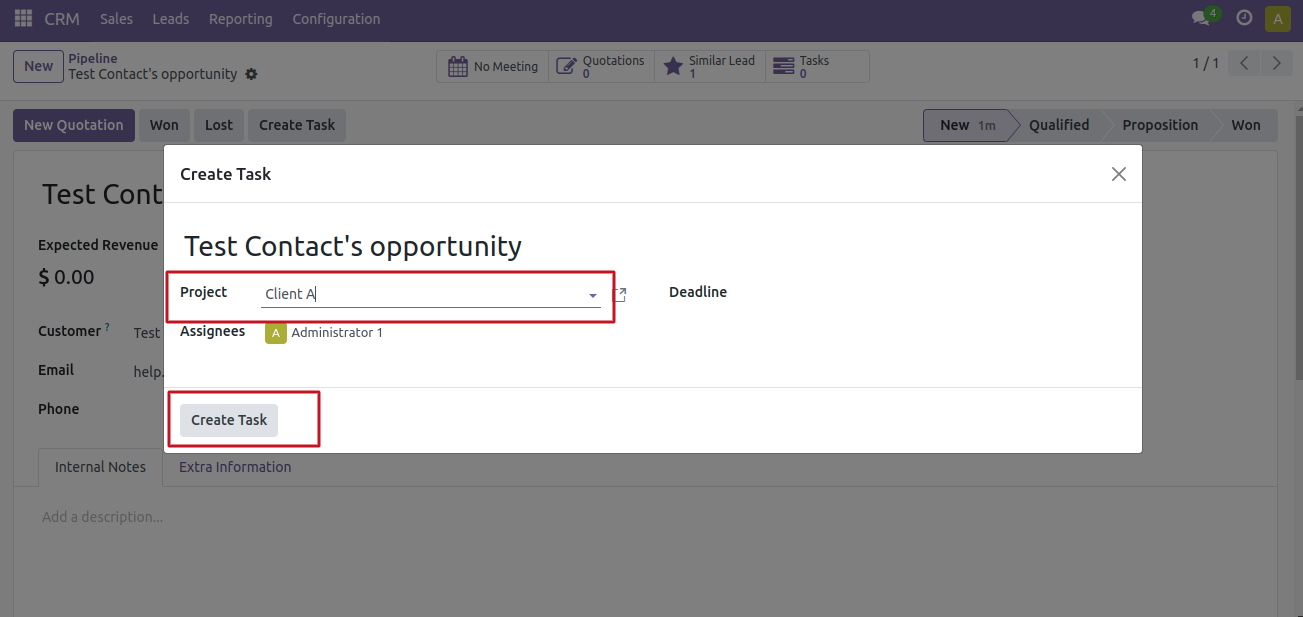 CRM Sales Leads Reporting Configuration 4 A
New Pipeline
Test Contact's opportunity
No Meeting
Quotations
0
Similar Lead
1
Tasks
0
1 / 1
New Quotation Won Lost Create Task New 1m Qualified Proposition Won
Test Cont
Create Task
Test Contact's opportunity
Expected Revenue
$ 0.00
Project Client A Deadline
Customer ? Test
Assignees A Administrator 1
Email help.
Phone
Create Task
Internal Notes Extra Information
Add a description...